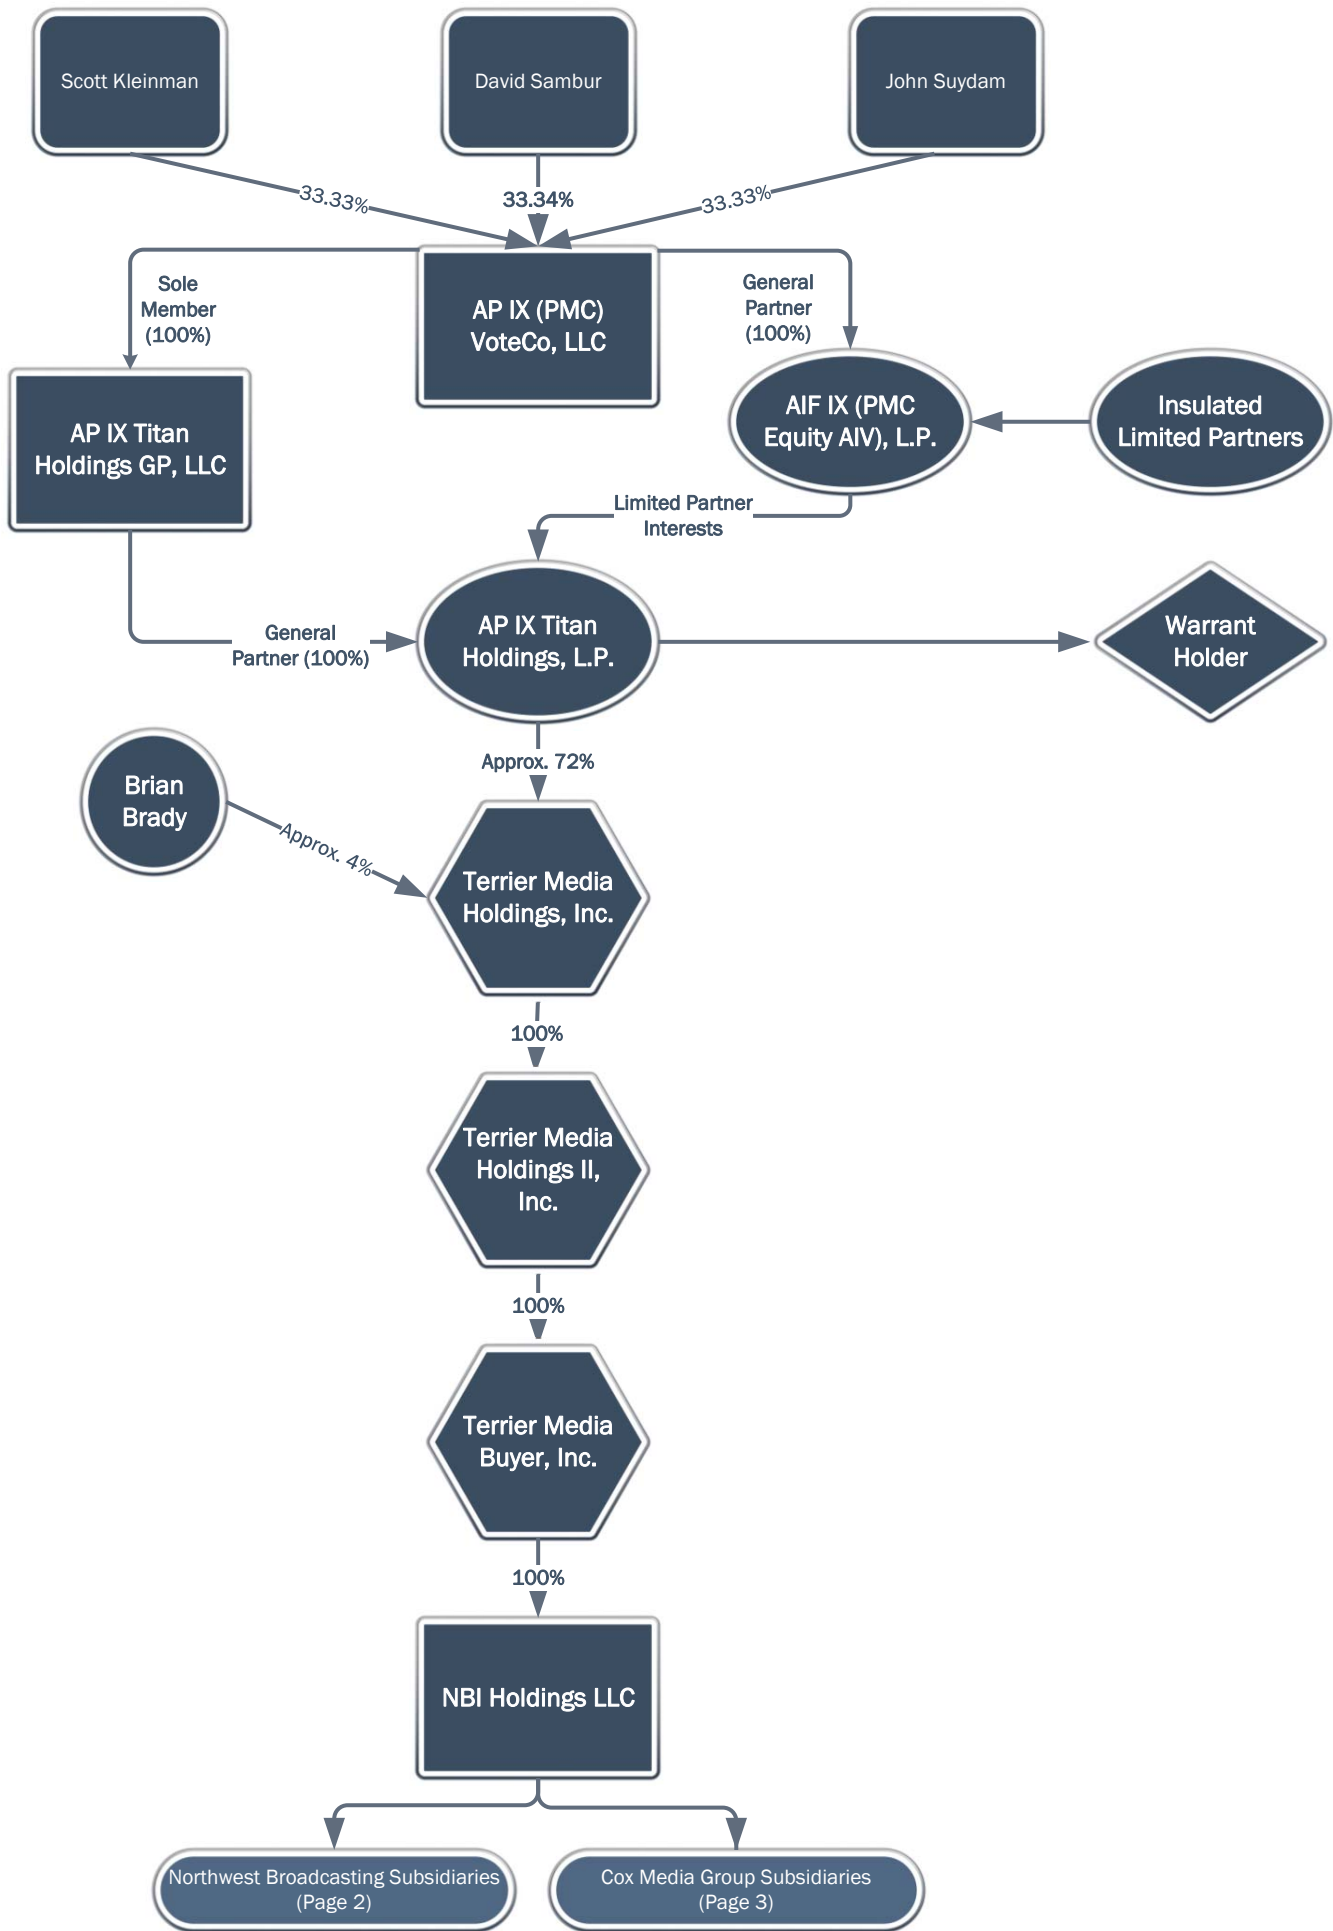 Scott Kleinman
David Sambur
John Suydam
33.33%
33.34%
33.33%
Sole
Member
(100%)
AP IX (PMC)
VoteCo, LLC
General
Partner
(100%)
AP IX Titan
Holdings GP, LLC
AIF IX (PMC
Equity AIV), L.P.
Insulated
Limited Partners
Limited Partner
Interests
General
Partner (100%)
AP IX Titan
Holdings, L.P.
Warrant
Holder
Approx. 72%
Brian
Brady
Approx. 4%
Terrier Media
Holdings, Inc.
100%
Terrier Media
Holdings II,
Inc.
100%
Terrier Media
Buyer, Inc.
100%
NBI Holdings LLC
Northwest Broadcasting Subsidiaries
(Page 2)
Cox Media Group Subsidiaries
(Page 3)